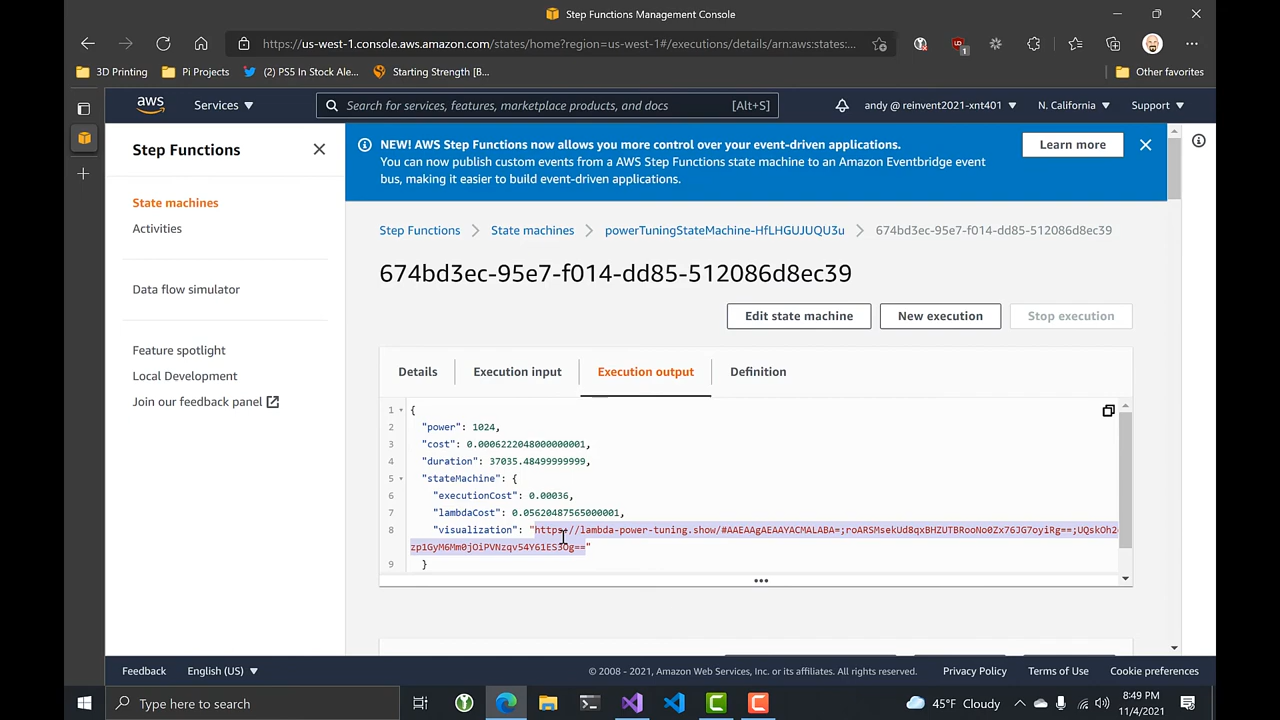 Step Functions Management Console
https://us-west-1.console.aws.amazon.com/states/home?region=us-west-1#/executions/details/arn:aws:states:...
3D Printing
Pi Projects
(2) PS5 In Stock Ale...
Starting Strength [B...
Other favorites
aws
Services
Search for services, features, marketplace products, and docs
[Alt+S]
andy @ reinvent2021-xnt401
N. California
Support
Step Functions
State machines
Activities
Data flow simulator
Feature spotlight
Local Development
Join our feedback panel
NEW! AWS Step Functions now allows you more control over your event-driven applications.
You can now publish custom events from a AWS Step Functions state machine to an Amazon Eventbridge event
bus, making it easier to build event-driven applications.
Learn more
Step Functions
State machines
powerTuningStateMachine-HfLHGUJUQU3u
674bd3ec-95e7-f014-dd85-512086d8ec39
674bd3ec-95e7-f014-dd85-512086d8ec39
Edit state machine
New execution
Stop execution
Details
Execution input
Execution output
Definition
1 {
2 "power": 1024,
3 "cost": 0.0006222048000000001,
4 "duration": 37035.48499999999,
5 "stateMachine": {
6 "executionCost": 0.00036,
7 "lambdaCost": 0.05620487565000001,
8 "visualization": "https://lambda-power-tuning.show/#AAEAAgAEAAYACMALABA=;roARSMsekUd8qxBHZUTBRooNo0Zx76JG7oyiRg==;UQskOh2
zp1GyM6Mm0jOiPVNzqv54Y61ES3Og=="
9 }
Feedback
English (US)
© 2008 - 2021, Amazon Web Services, Inc. or its affiliates. All rights reserved.
Privacy Policy
Terms of Use
Cookie preferences
Type here to search
45°F Cloudy
8:49 PM
11/4/2021